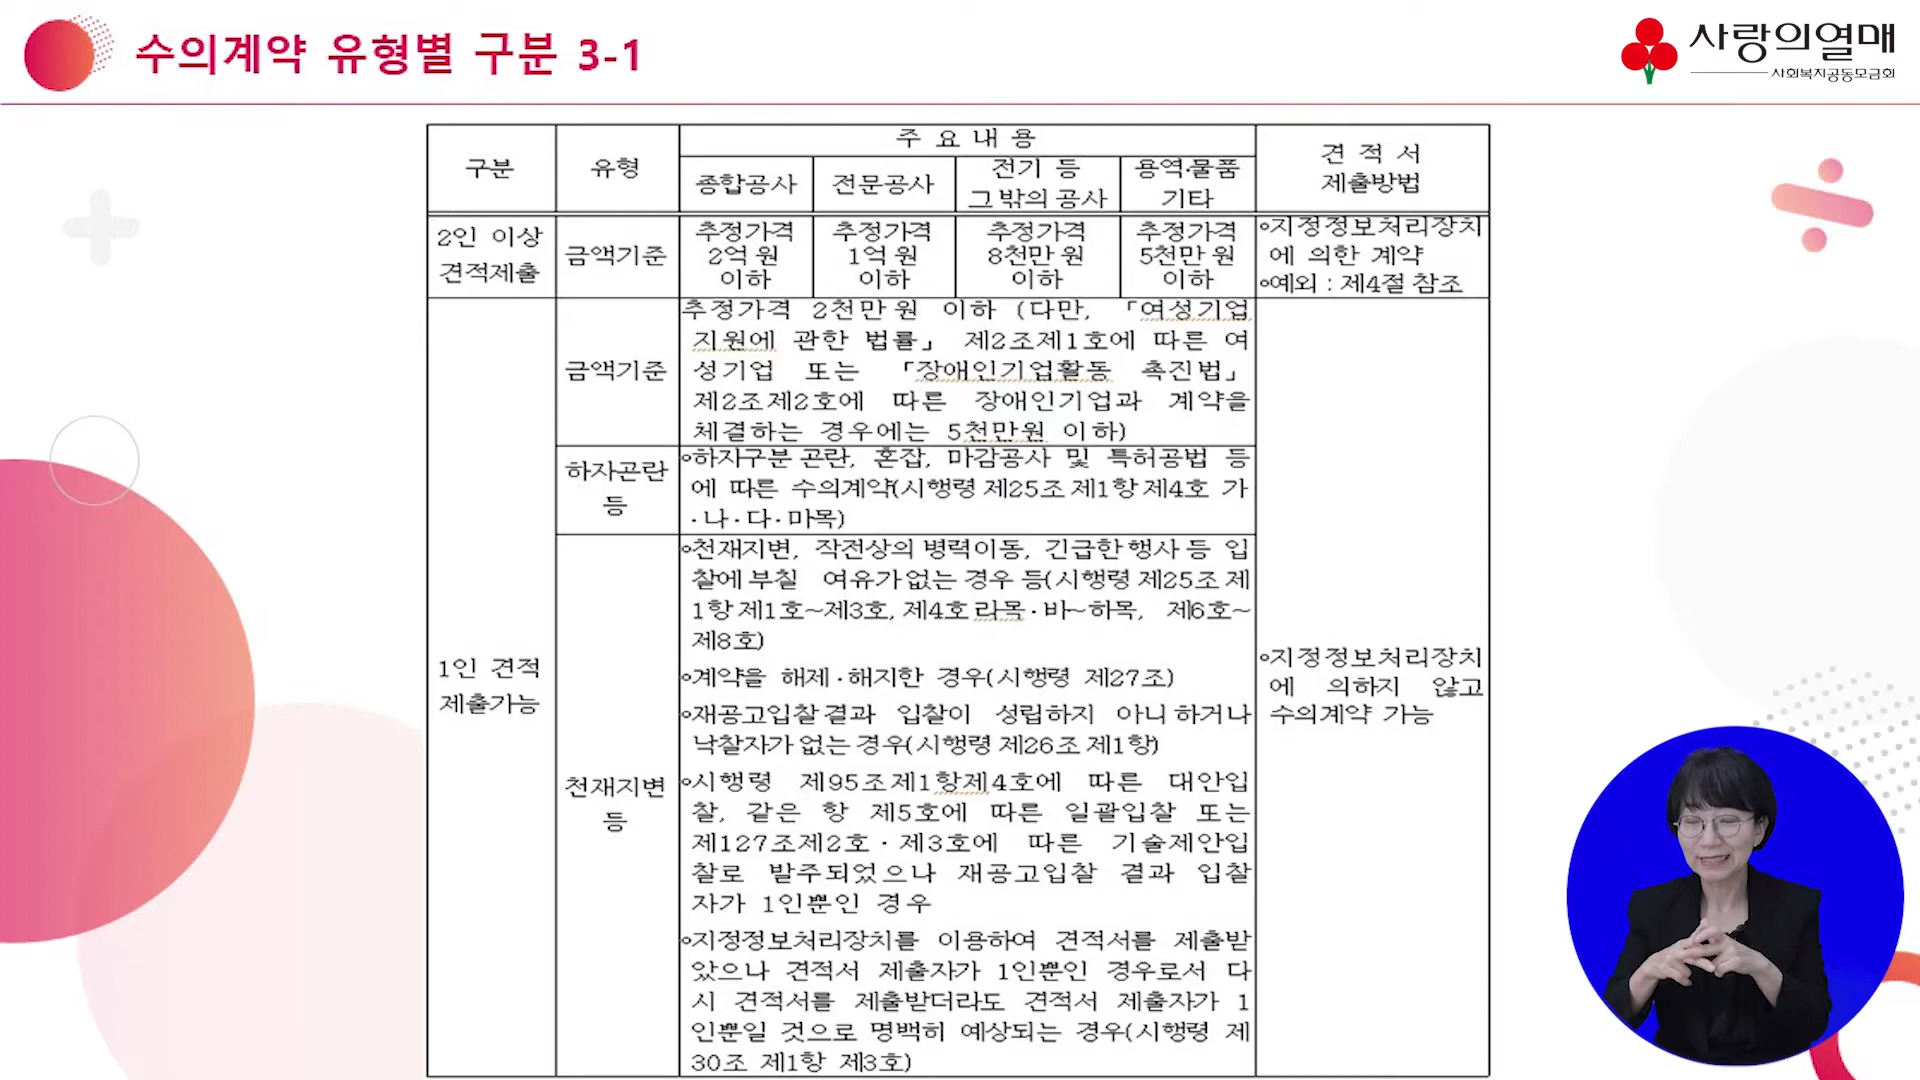 수의계약 유형별 구분 3-1
사랑의열매
사회복지공동모금회
구분
유형
주 요 내 용
견 적 서
제출방법
종합공사
전문공사
전기 등
그 밖의 공사
용역·물품
기타
2인 이상
견적제출
금액기준
추정가격
2억 원
이하
추정가격
1억 원
이하
추정가격
8천만 원
이하
추정가격
5천만 원
이하
∘지정정보처리장치
에 의한 계약
∘예외 : 제4절 참조
1인 견적
제출가능
금액기준
추정가격 2천만 원 이하 (다만, 「여성기업
지원에 관한 법률」 제2조제1호에 따른 여
성기업 또는 「장애인기업활동 촉진법」
제2조제2호에 따른 장애인기업과 계약을
체결하는 경우에는 5천만원 이하)
하자곤란
등
∘하자구분 곤란, 혼잡, 마감공사 및 특허공법 등
에 따른 수의계약(시행령 제25조 제1항 제4호 가
·나·다·마목)
천재지변
등
∘천재지변, 작전상의 병력이동, 긴급한 행사 등 입
찰에 부칠 여유가 없는 경우 등(시행령 제25조 제
1항 제1호~제3호, 제4호 라목·바~하목, 제6호~
제8호)
∘계약을 해제·해지한 경우(시행령 제27조)
∘재공고입찰 결과 입찰이 성립하지 아니 하거나
낙찰자가 없는 경우(시행령 제26조 제1항)
∘시행령 제95조제1항제4호에 따른 대안입
찰, 같은 항 제5호에 따른 일괄입찰 또는
제127조제2호·제3호에 따른 기술제안입
찰로 발주되었으나 재공고입찰 결과 입찰
자가 1인뿐인 경우
∘지정정보처리장치를 이용하여 견적서를 제출받
았으나 견적서 제출자가 1인뿐인 경우로서 다
시 견적서를 제출받더라도 견적서 제출자가 1
인뿐일 것으로 명백히 예상되는 경우(시행령 제
30조 제1항 제3호)
∘지정정보처리장치
에 의하지 않고
수의계약 가능